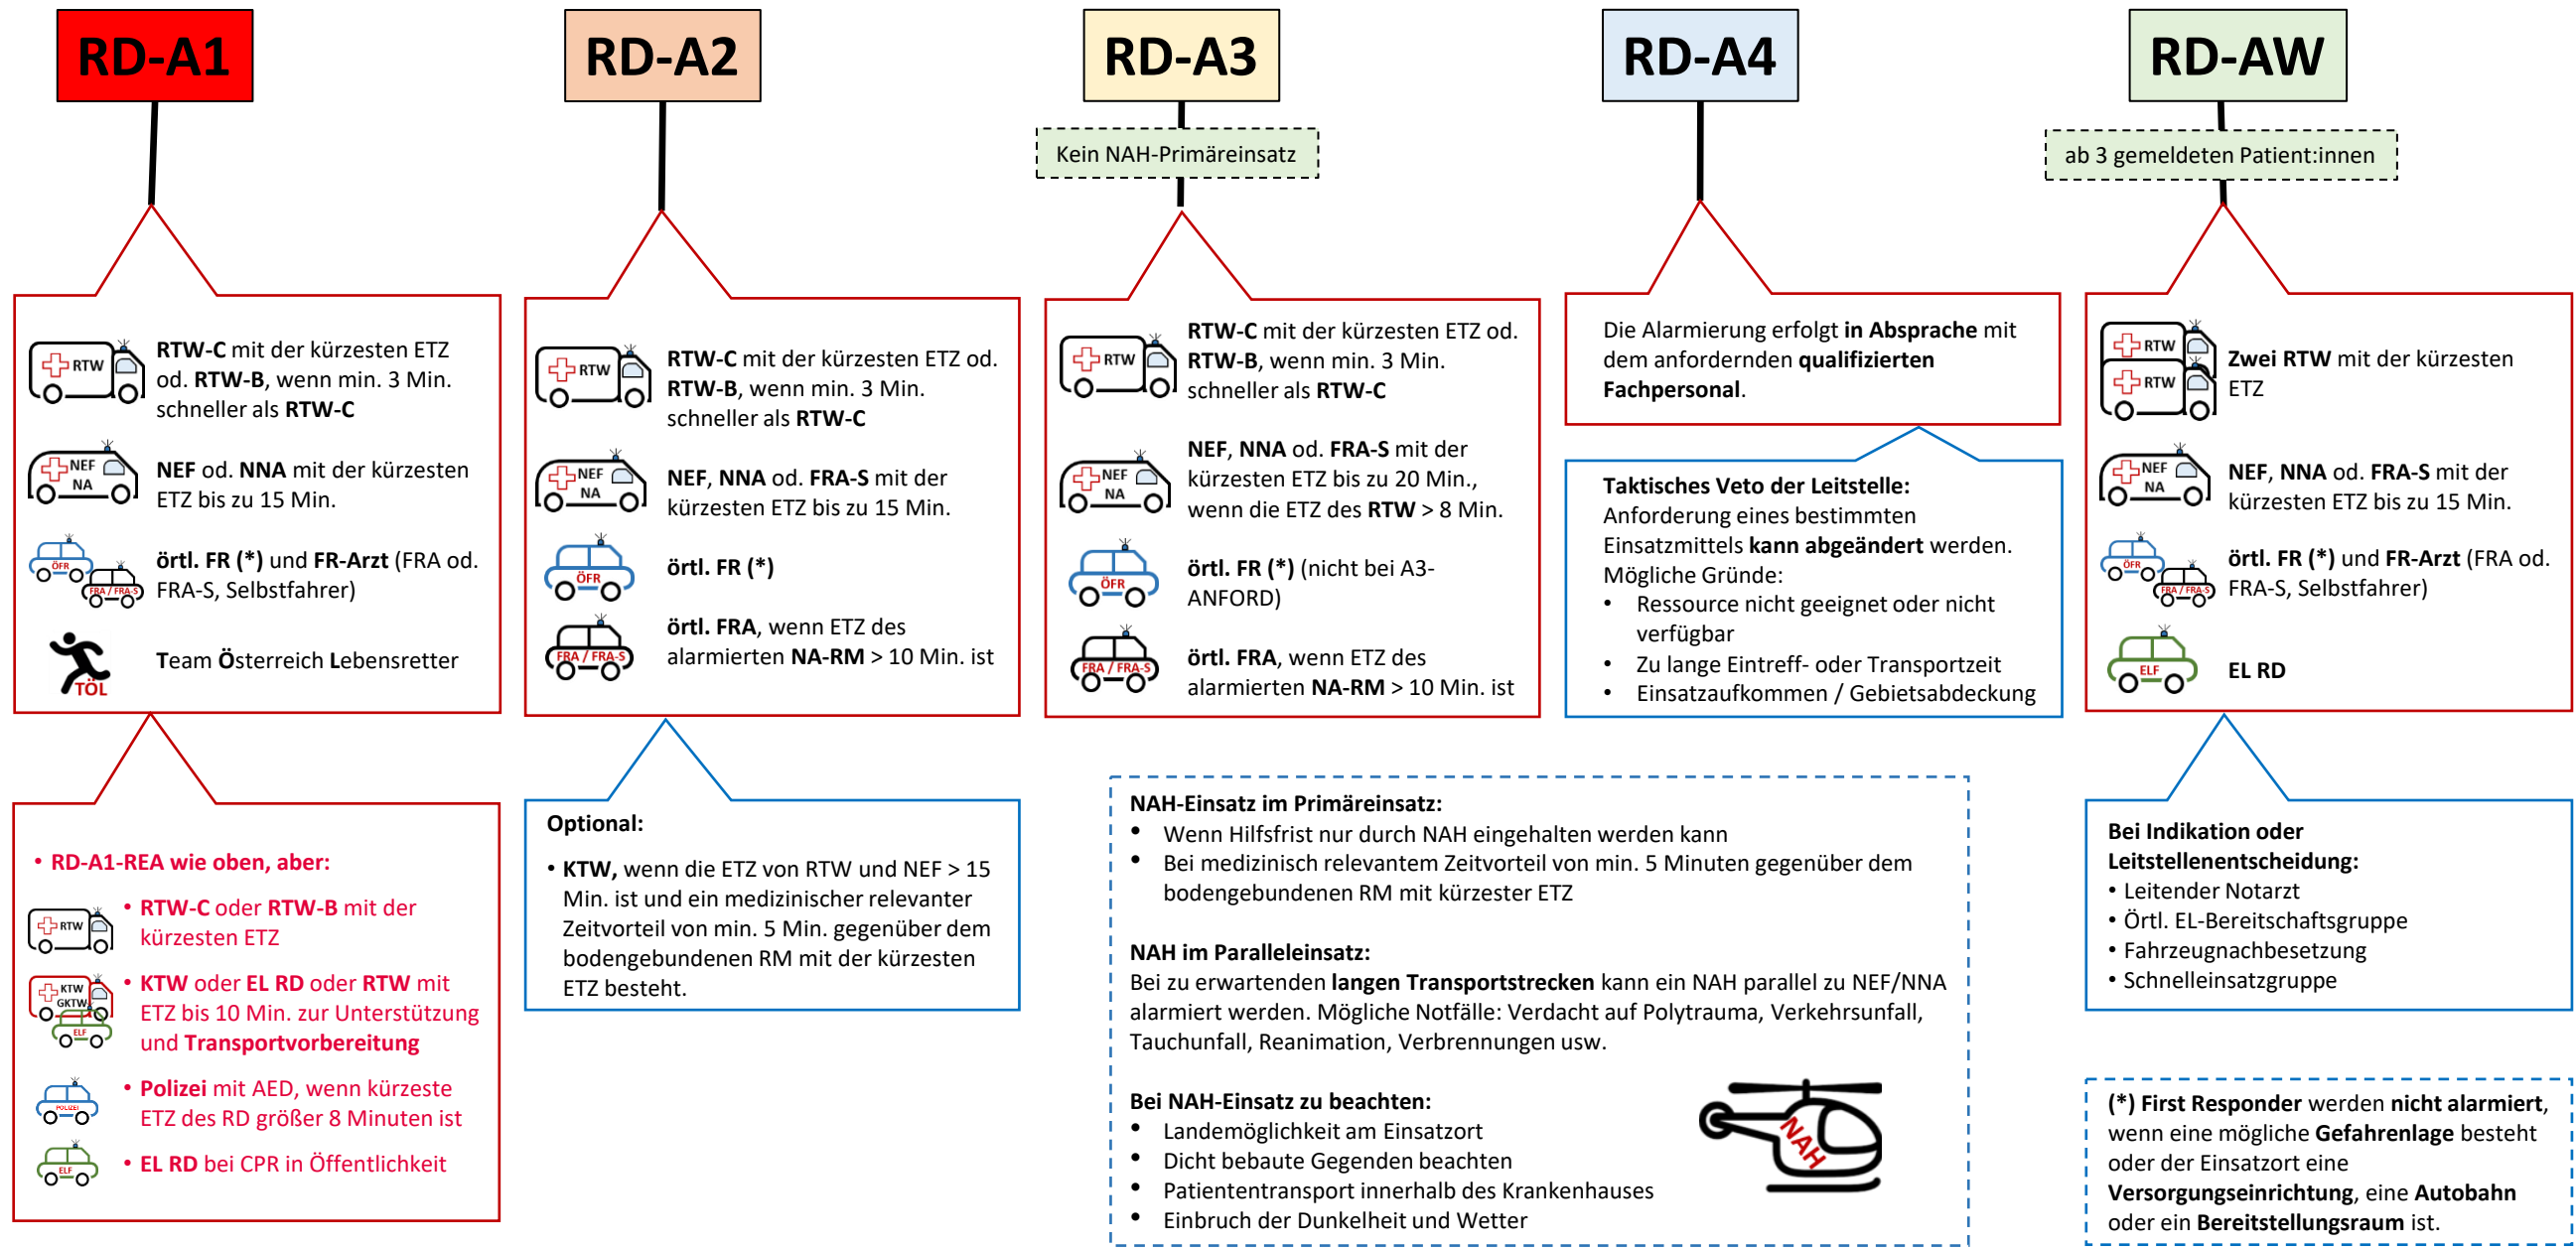 RD-A1
RTW
RTW-C mit der kürzesten ETZ
od. RTW-B, wenn min. 3 Min.
schneller als RTW-C
NEF
NA
NEF od. NNA mit der kürzesten
ETZ bis zu 15 Min.
ÖFR
FRA / FRA-S
örtl. FR (*) und FR-Arzt (FRA od.
FRA-S, Selbstfahrer)
TÖL
Team Österreich Lebensretter
• RD-A1-REA wie oben, aber:
RTW
• RTW-C oder RTW-B mit der
kürzesten ETZ
KTW
GKTW
ELF
• KTW oder EL RD oder RTW mit
ETZ bis 10 Min. zur Unterstützung
und Transportvorbereitung
POLIZEI
• Polizei mit AED, wenn kürzeste
ETZ des RD größer 8 Minuten ist
ELF
• EL RD bei CPR in Öffentlichkeit
RD-A2
RTW
RTW-C mit der kürzesten ETZ od.
RTW-B, wenn min. 3 Min.
schneller als RTW-C
NEF
NA
NEF, NNA od. FRA-S mit der
kürzesten ETZ bis zu 15 Min.
ÖFR
örtl. FR (*)
FRA / FRA-S
örtl. FRA, wenn ETZ des
alarmierten NA-RM > 10 Min. ist
Optional:
• KTW, wenn die ETZ von RTW und NEF > 15
Min. ist und ein medizinischer relevanter
Zeitvorteil von min. 5 Min. gegenüber dem
bodengebundenen RM mit der kürzesten
ETZ besteht.
RD-A3
Kein NAH-Primäreinsatz
RTW
RTW-C mit der kürzesten ETZ od.
RTW-B, wenn min. 3 Min.
schneller als RTW-C
NEF
NA
NEF, NNA od. FRA-S mit der
kürzesten ETZ bis zu 20 Min.,
wenn die ETZ des RTW > 8 Min.
ÖFR
örtl. FR (*) (nicht bei A3-
ANFORD)
FRA / FRA-S
örtl. FRA, wenn ETZ des
alarmierten NA-RM > 10 Min. ist
RD-A4
Die Alarmierung erfolgt in Absprache mit
dem anfordernden qualifizierten
Fachpersonal.
Taktisches Veto der Leitstelle:
Anforderung eines bestimmten
Einsatzmittels kann abgeändert werden.
Mögliche Gründe:
• Ressource nicht geeignet oder nicht
verfügbar
• Zu lange Eintreff- oder Transportzeit
• Einsatzaufkommen / Gebietsabdeckung
NAH-Einsatz im Primäreinsatz:
• Wenn Hilfsfrist nur durch NAH eingehalten werden kann
• Bei medizinisch relevantem Zeitvorteil von min. 5 Minuten gegenüber dem
bodengebundenen RM mit kürzester ETZ
NAH im Paralleleinsatz:
Bei zu erwartenden langen Transportstrecken kann ein NAH parallel zu NEF/NNA
alarmiert werden. Mögliche Notfälle: Verdacht auf Polytrauma, Verkehrsunfall,
Tauchunfall, Reanimation, Verbrennungen usw.
Bei NAH-Einsatz zu beachten:
• Landemöglichkeit am Einsatzort
• Dicht bebaute Gegenden beachten
• Patiententransport innerhalb des Krankenhauses
• Einbruch der Dunkelheit und Wetter
NAH
RD-AW
ab 3 gemeldeten Patient:innen
RTW
RTW
Zwei RTW mit der kürzesten
ETZ
NEF
NA
NEF, NNA od. FRA-S mit der
kürzesten ETZ bis zu 15 Min.
ÖFR
FRA / FRA-S
örtl. FR (*) und FR-Arzt (FRA od.
FRA-S, Selbstfahrer)
ELF
EL RD
Bei Indikation oder
Leitstellenentscheidung:
• Leitender Notarzt
• Örtl. EL-Bereitschaftsgruppe
• Fahrzeugnachbesetzung
• Schnelleinsatzgruppe
(*) First Responder werden nicht alarmiert,
wenn eine mögliche Gefahrenlage besteht
oder der Einsatzort eine
Versorgungseinrichtung, eine Autobahn
oder ein Bereitstellungsraum ist.